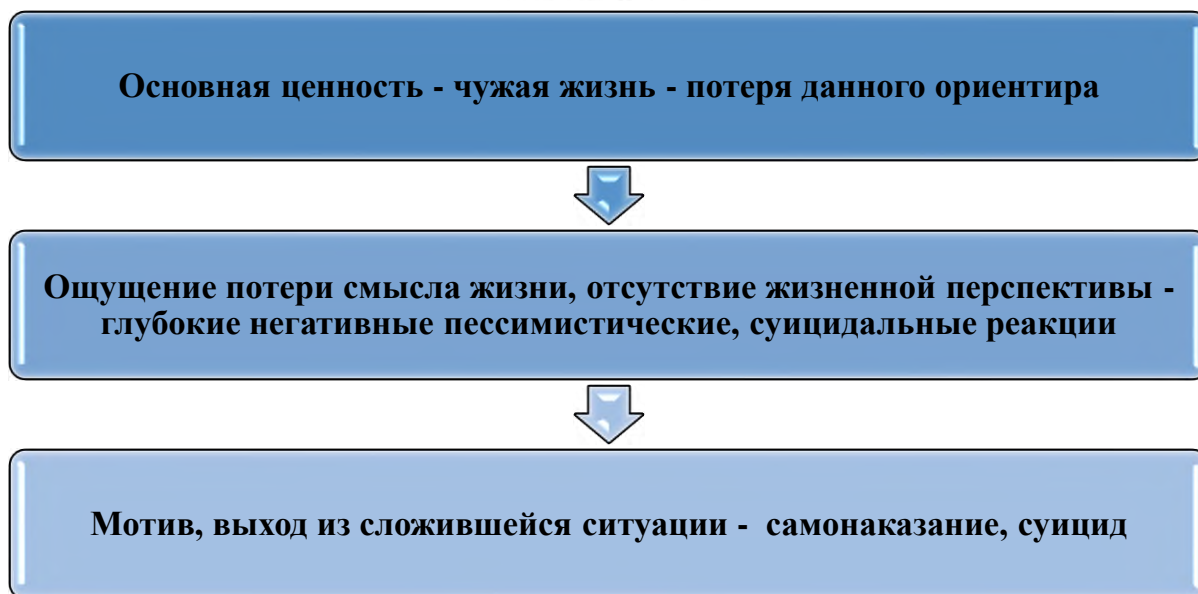 Основная ценность - чужая жизнь - потеря данного ориентира
Ощущение потери смысла жизни, отсутствие жизненной перспективы -
глубокие негативные пессимистические, суицидальные реакции
Мотив, выход из сложившейся ситуации - самонаказание, суицид